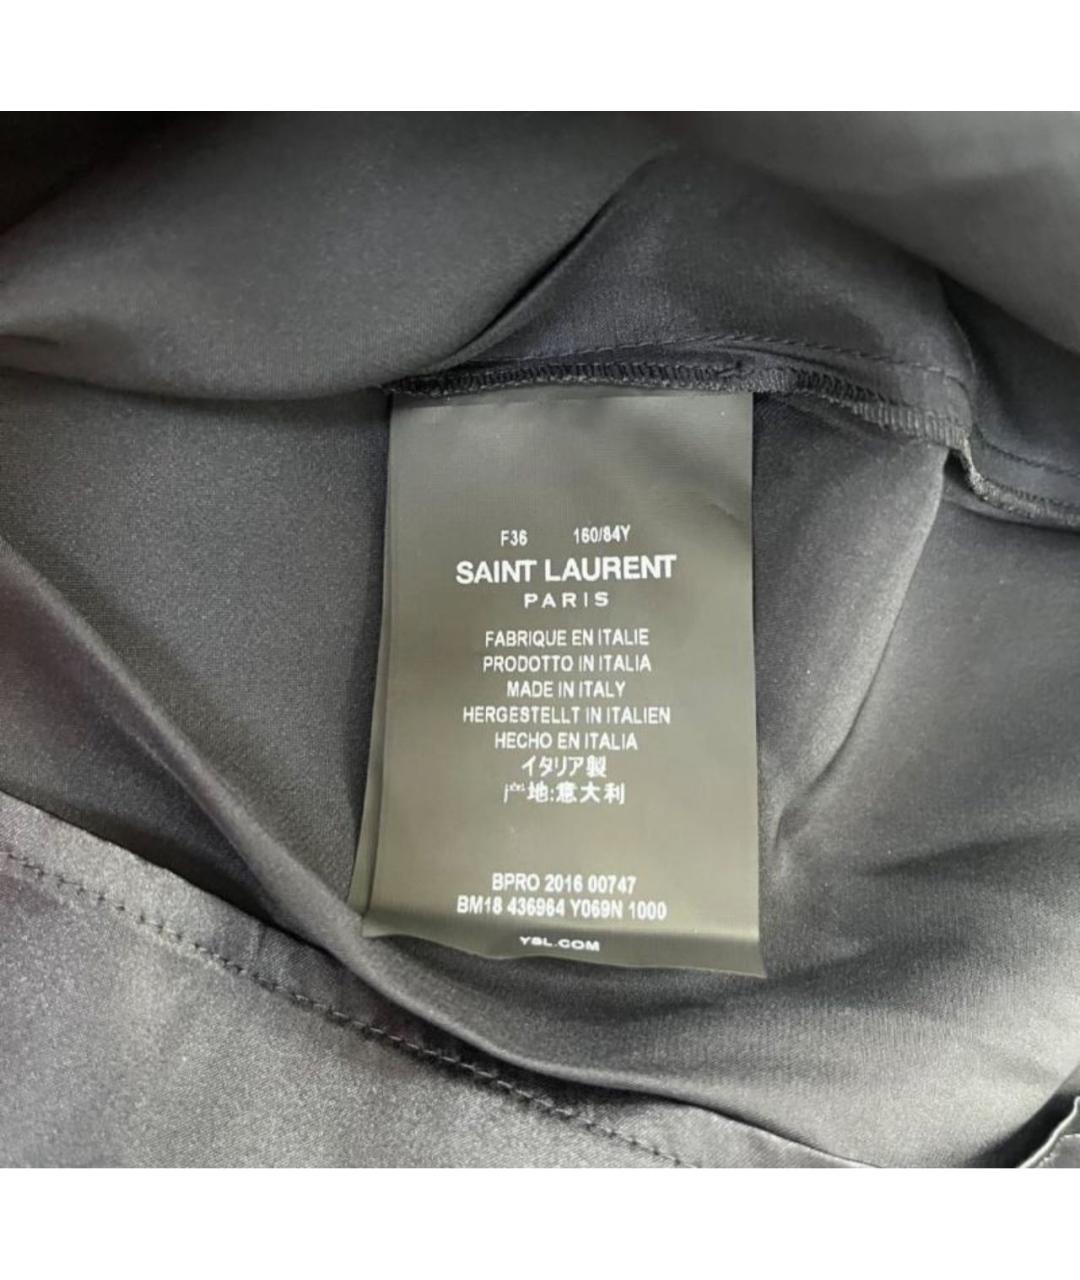 F36 160/84Y
SAINT LAURENT
PARIS
FABRIQUE EN ITALIE
PRODOTTO IN ITALIA
MADE IN ITALY
HERGESTELLT IN ITALIEN
HECHO EN ITALIA
イタリア製
产地:意大利
BPRO 2016 00747
BM18 436964 Y069N 1000
YSL.COM